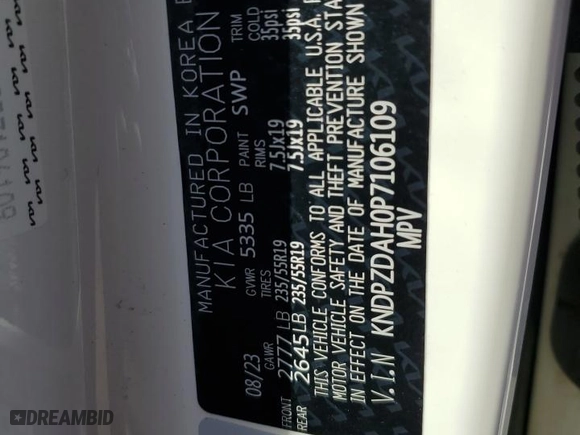 MANUFACTURED IN KOREA
KIA CORPORATION
08/23 GVWR 5335 LB PAINT SWP TRIM
GAWR TIRES RIMS COLD
FRONT 2777 LB 235/55R19 7.5Jx19 35psi
REAR 2645 LB 235/55R19 7.5Jx19 35psi
THIS VEHICLE CONFORMS TO ALL APPLICABLE U.S.A.
MOTOR VEHICLE SAFETY AND THEFT PREVENTION STA
IN EFFECT ON THE DATE OF MANUFACTURE SHOWN
V.I.N KNDPZDAH0P7106109
MPV
DREAMBID